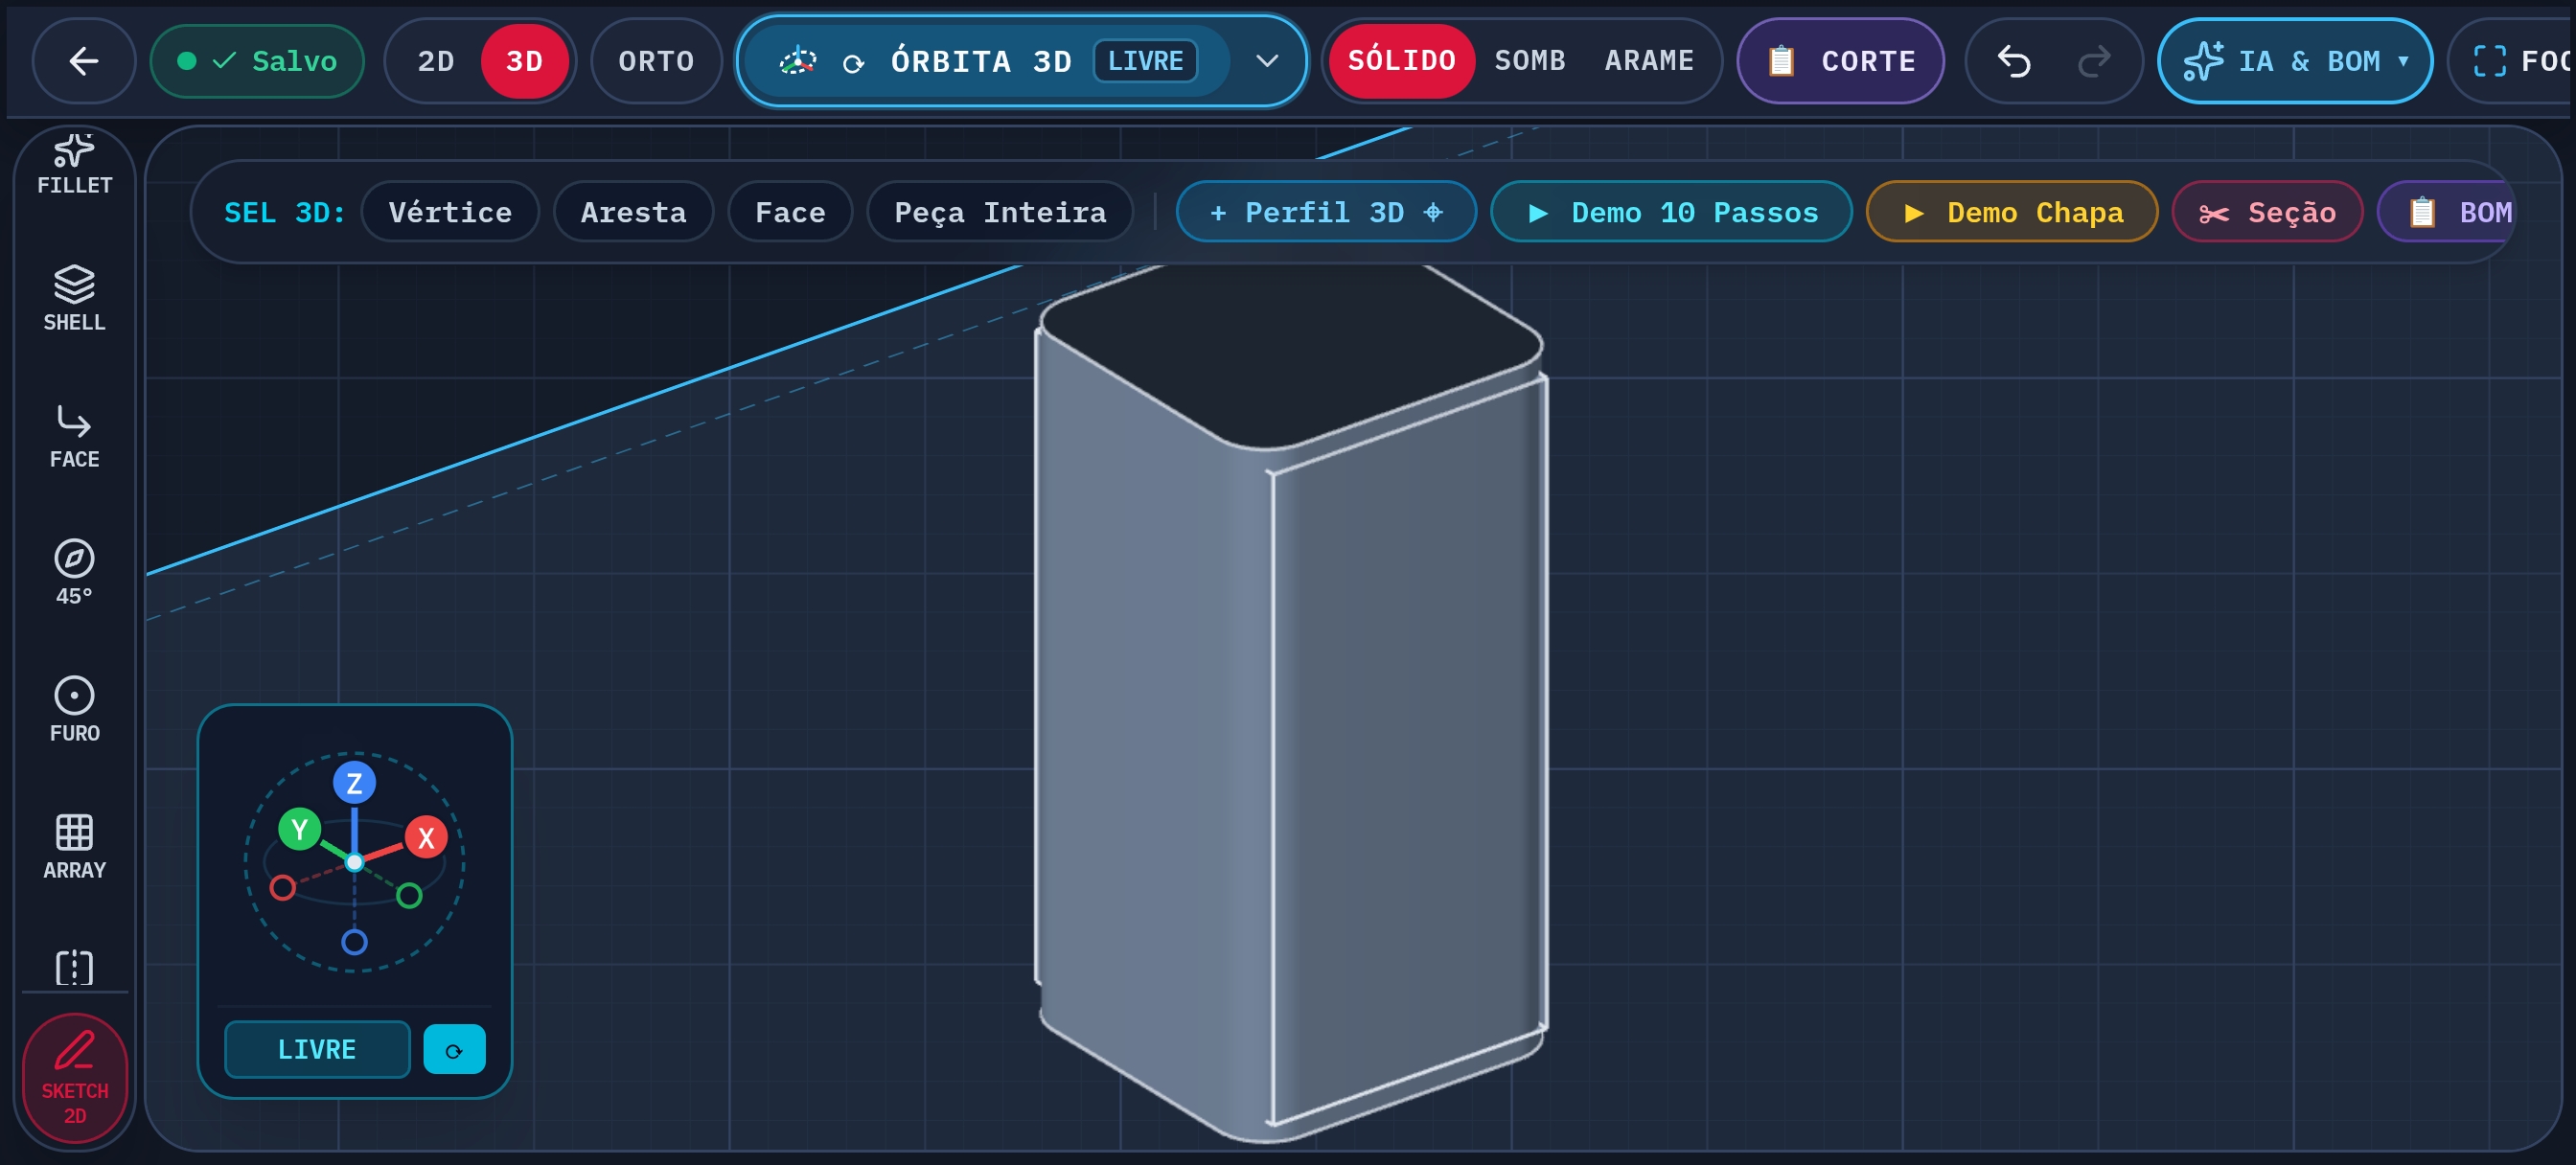 Salvo 2D 3D ORTO ÓRBITA 3D LIVRE SÓLIDO SOMB ARAME CORTE IA & BOM
SEL 3D: Vértice Aresta Face Peça Inteira + Perfil 3D Demo 10 Passos Demo Chapa Seção BOM
FILLET
SHELL
FACE
45°
FURO
ARRAY
SKETCH
2D
Z
Y
X
LIVRE